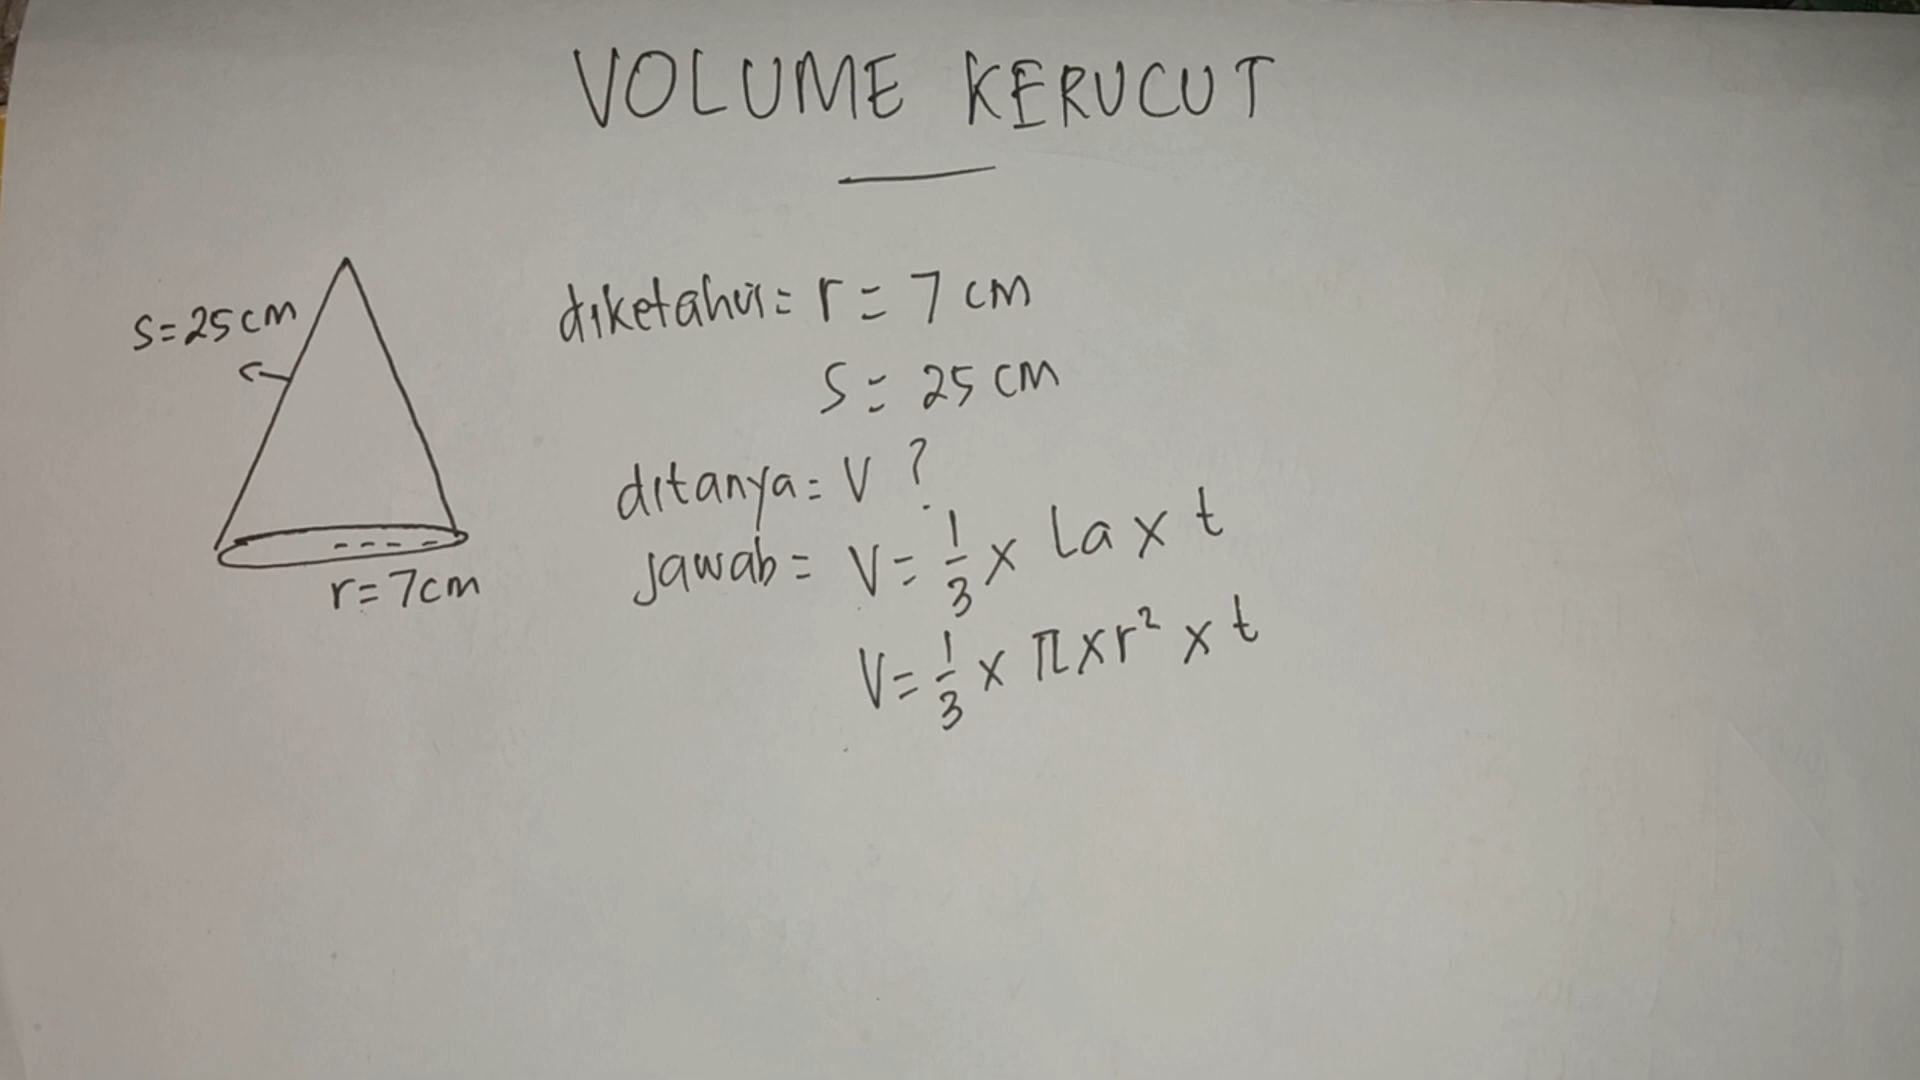 VOLUME KERUCUT
S=25cm
r=7cm
diketahui= r= 7 cm
S= 25 cm
ditanya= V ?
Jawab= V= 1/3 x La x t
V= 1/3 x π x r² x t